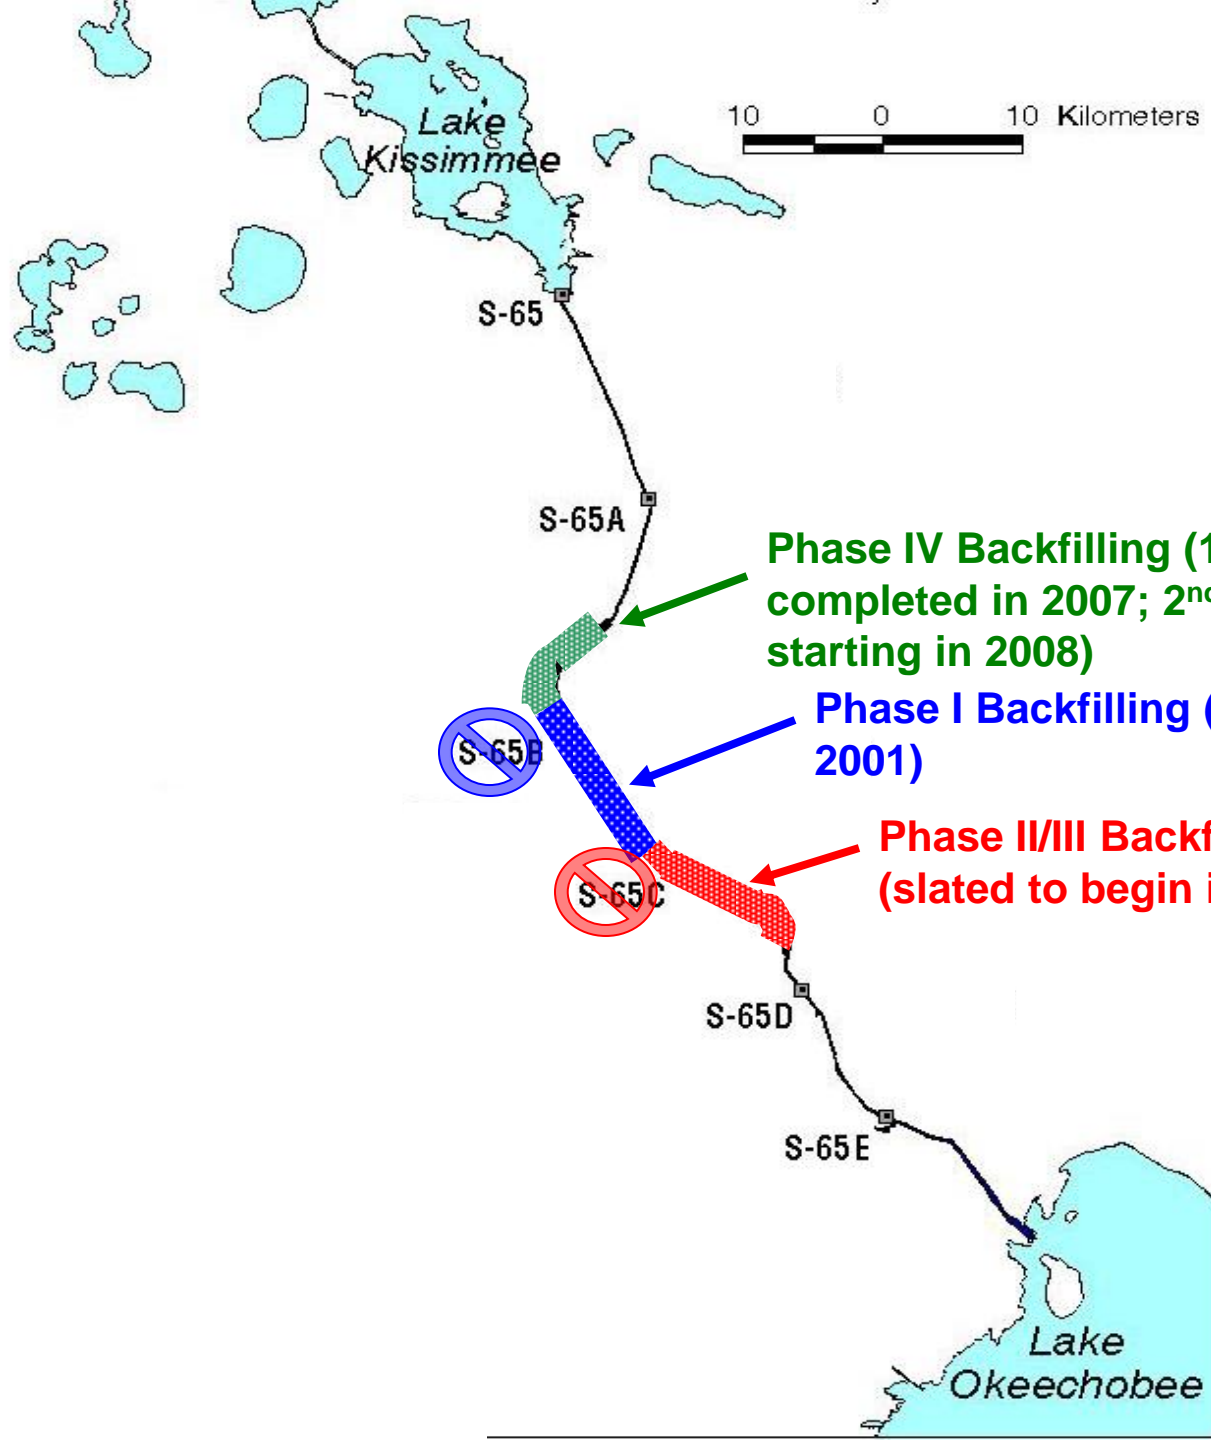 Lake
Kissimmee
10 0 10 Kilometers
S-65
S-65A
Phase IV Backfilling (1
completed in 2007; 2nd
starting in 2008)
Phase I Backfilling (
2001)
S-65B
Phase II/III Backf
(slated to begin i
S-65C
S-65D
S-65E
Lake
Okeechobee